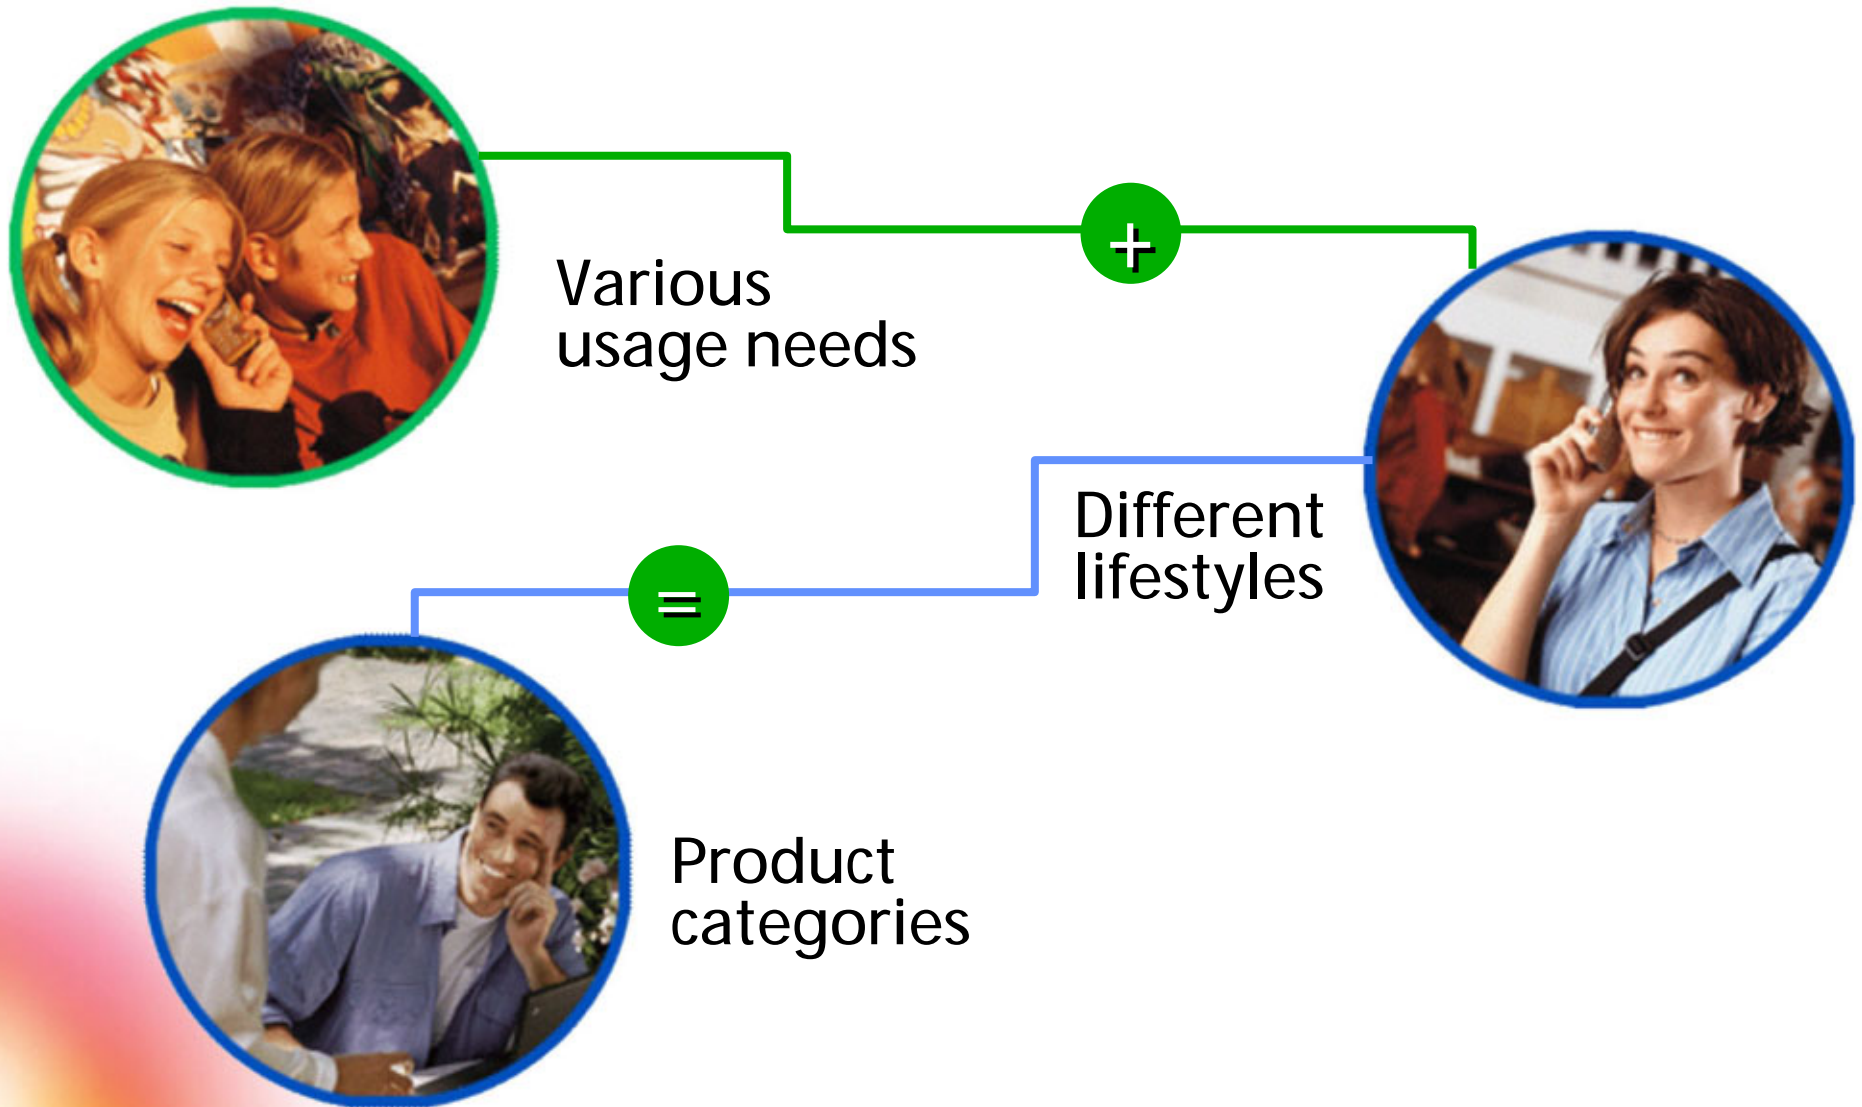 Various
usage needs
+
Different
lifestyles
=
Product
categories